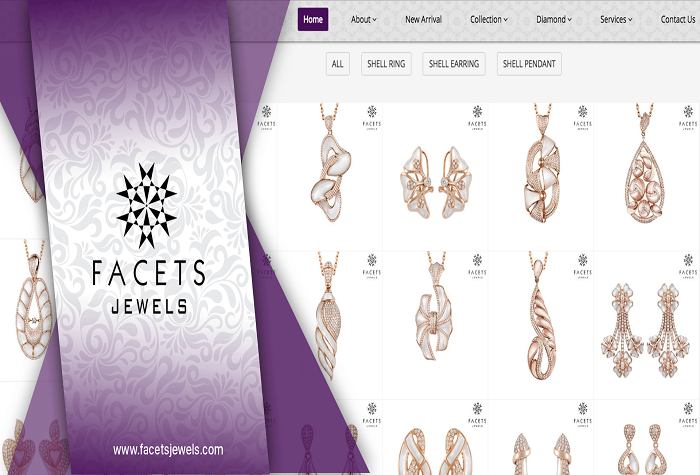 Home About New Arrival Collection Diamond Services Contact Us
ALL SHELL RING SHELL EARRING SHELL PENDANT
FACETS
JEWELS
www.facetsjewels.com
FACETS JEWELS
FACETS JEWELS
FACETS JEWELS
FACETS JEWELS
FACETS JEWELS
FACETS JEWELS
FACETS JEWELS
FACETS JEWELS
FACETS JEWELS
FACETS JEWELS
FACETS JEWELS
FACETS JEWELS